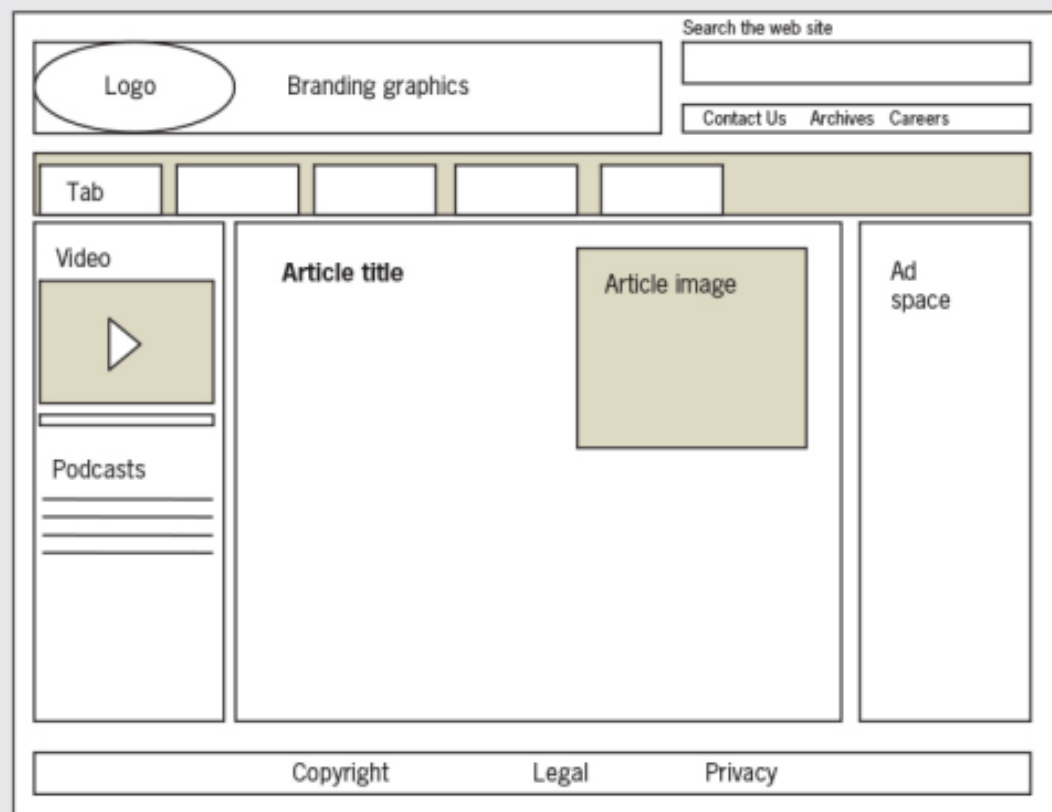 Search the web site
Logo Branding graphics
Contact Us Archives Careers
Tab
Video
Podcasts
Article title
Article image
Ad
space
Copyright Legal Privacy